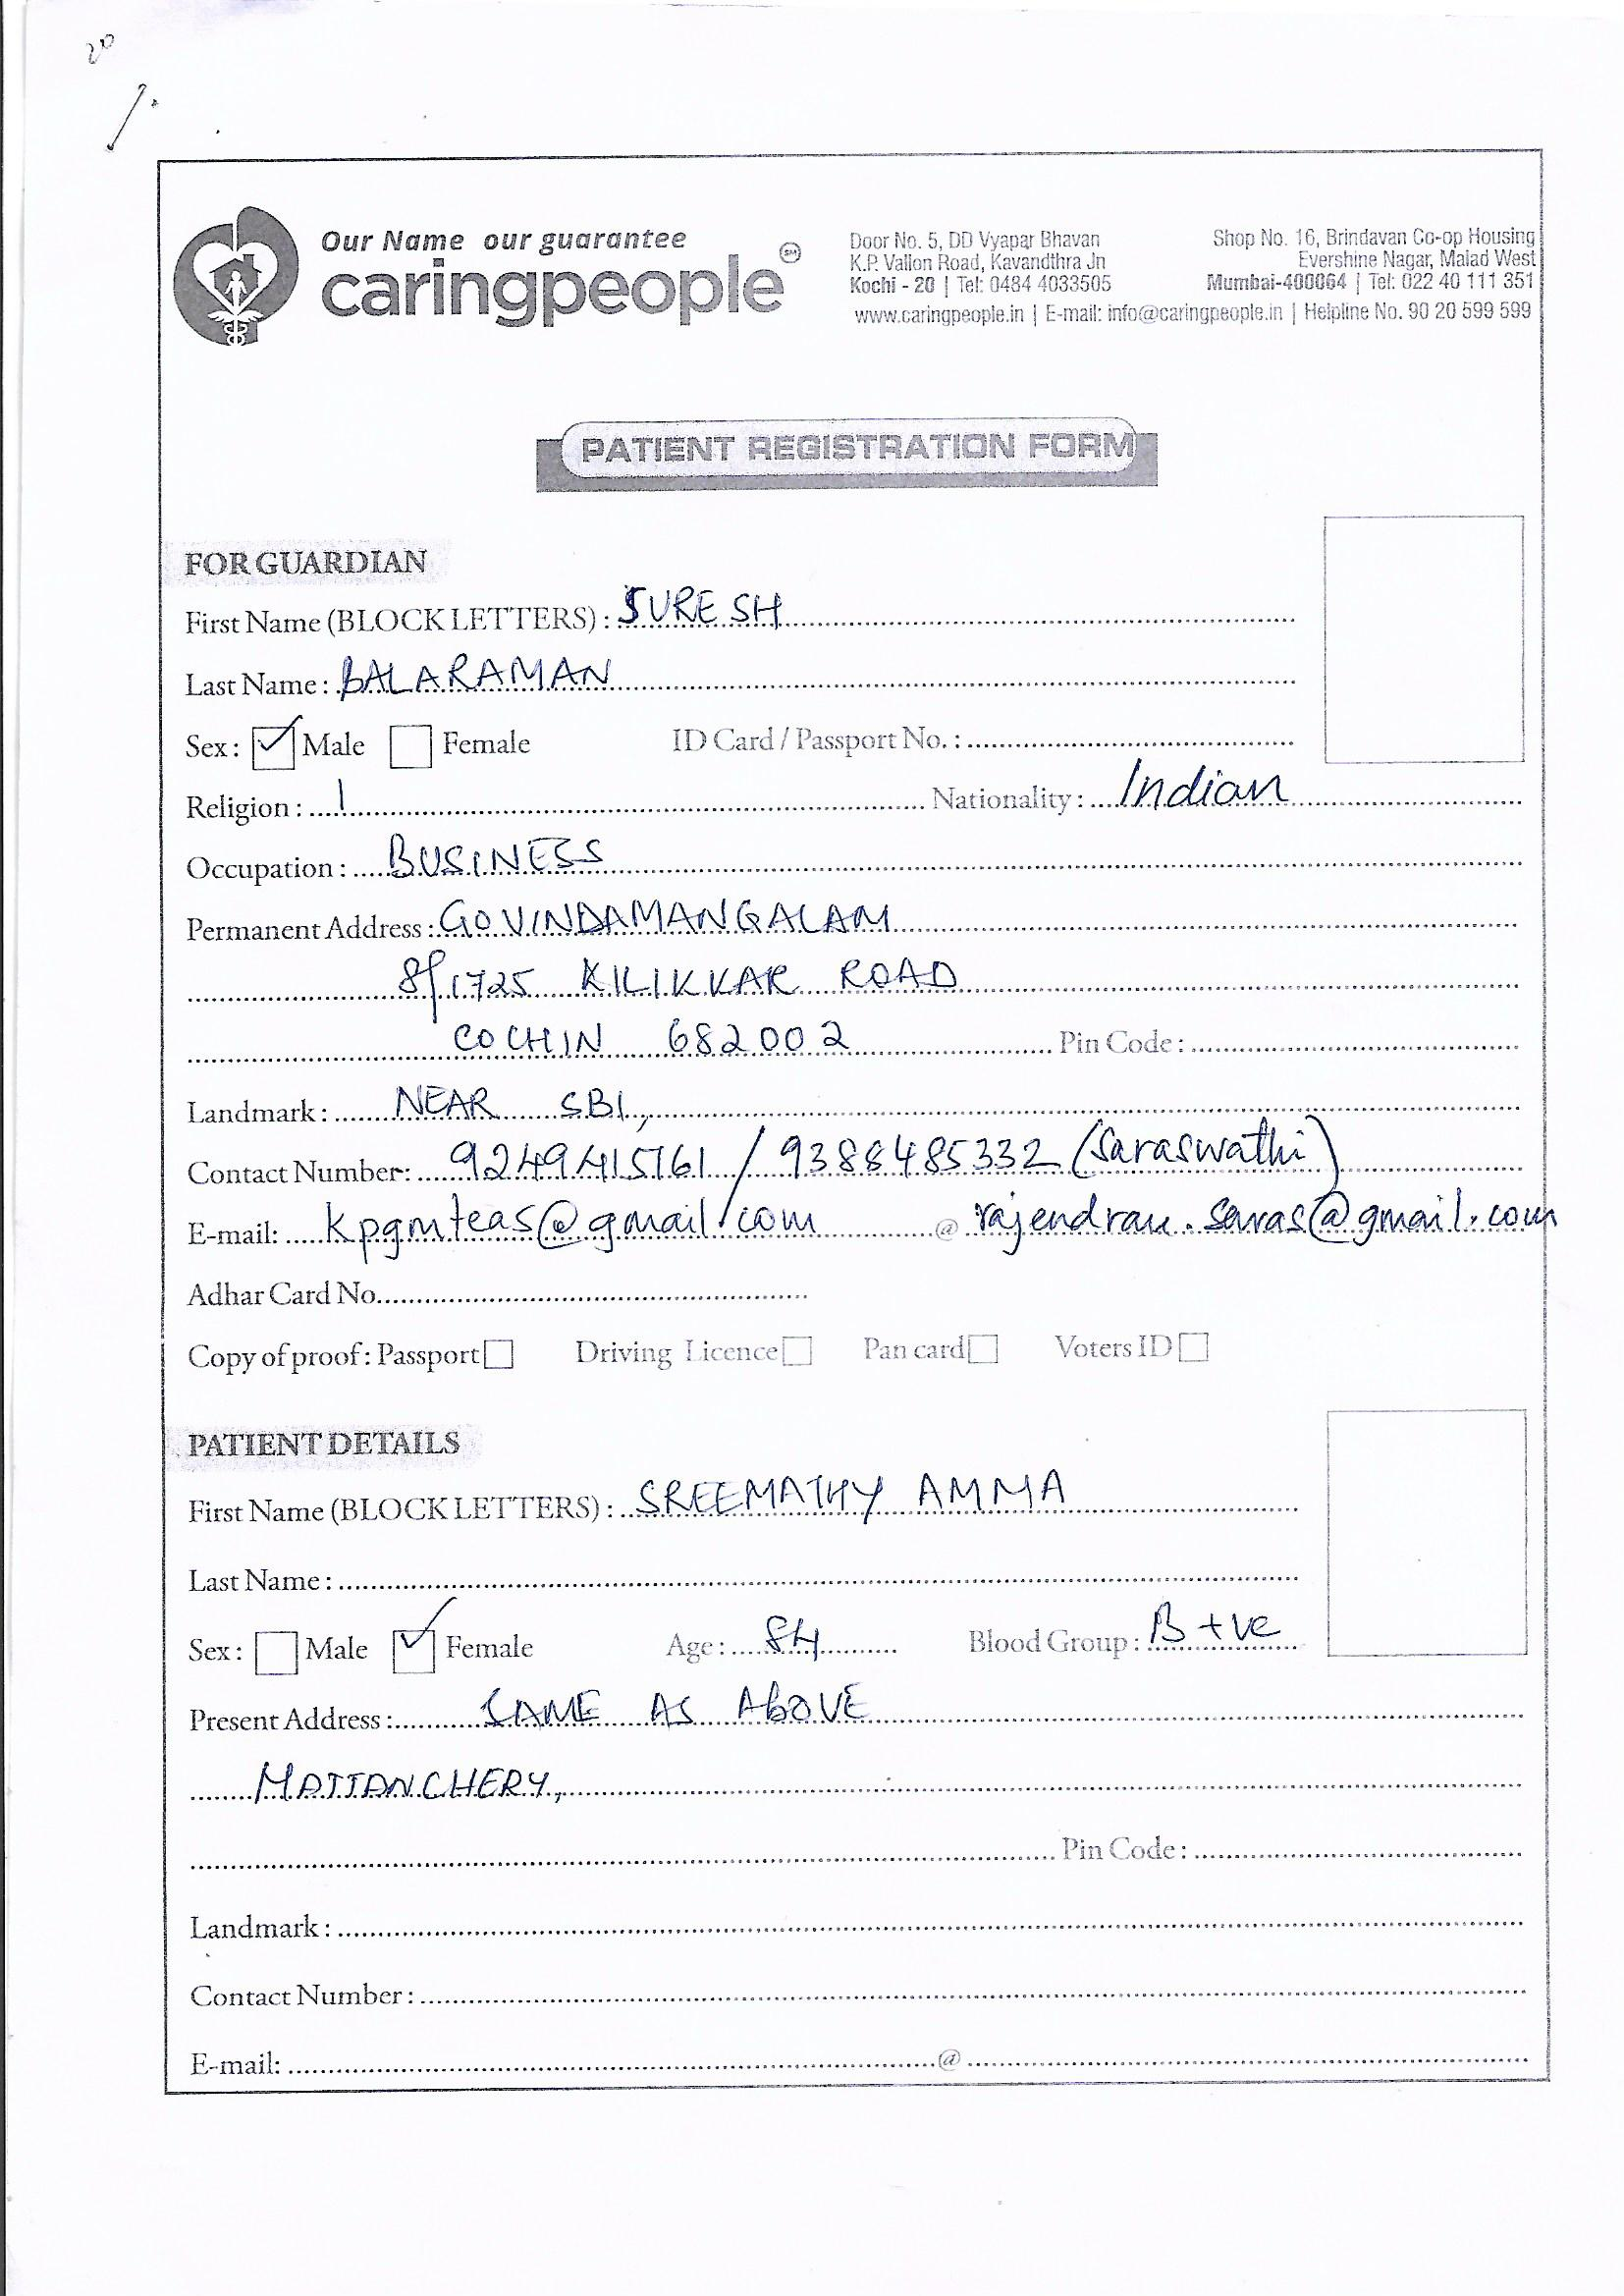 20
Our Name our guarantee
caringpeople SM
Door No. 5, DD Vyapar Bhavan
K.P. Vallon Road, Kavandthra Jn
Kochi - 20 | Tel: 0484 4033505
Shop No. 16, Brindavan Co-op Housing
Evershine Nagar, Malad West
Mumbai-400064 | Tel: 022 40 111 351
www.caringpeople.in | E-mail: info@caringpeople.in | Helpline No. 90 20 599 599
PATIENT REGISTRATION FORM
FOR GUARDIAN
First Name (BLOCK LETTERS) : SURESH
Last Name : BALARAMAN
Sex : Male Female ID Card / Passport No. :
Religion : Nationality : Indian
Occupation : BUSINESS
Permanent Address : GOVINDAMANGALAM
8/1725 KILIKKAR ROAD
COCHIN 682002 Pin Code :
Landmark : NEAR SBI,
Contact Number: 9249415761 / 9388485332 (Saraswathi)
E-mail: kpgmteas@gmail.com @ rajendran.saras@gmail.com
Adhar Card No.
Copy of proof : Passport Driving Licence Pan card Voters ID
PATIENT DETAILS
First Name (BLOCK LETTERS) : SREEMATHY AMMA
Last Name :
Sex : Male Female Age : 84 Blood Group : B +ve
Present Address : SAME AS ABOVE
MATTANCHERY,
Pin Code :
Landmark :
Contact Number :
E-mail: @